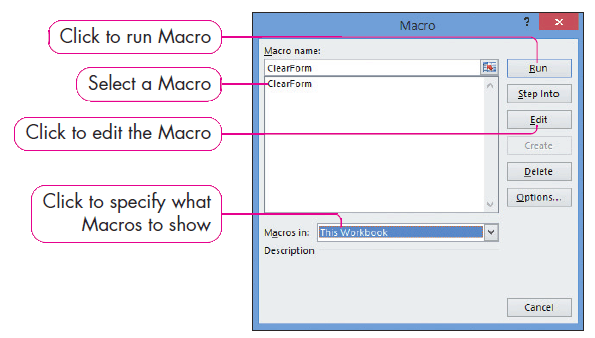 Click to run Macro
Select a Macro
Click to edit the Macro
Click to specify what
Macros to show
Macro
?
Macro name:
ClearForm
ClearForm
Run
Step Into
Edit
Create
Delete
Options...
Macros in: This Workbook
Description
Cancel